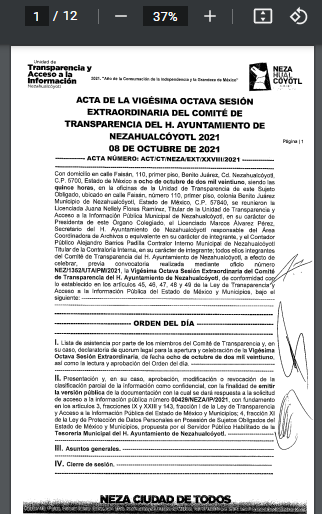 1 / 12
37%
Unidad de
Transparencia y
Acceso a la
Información
Nezahualcóyotl
2021. "Año de la Consumación de la Independencia y la Grandeza de México"
NEZA
HUAL
CÓYOTL
ACTA DE LA VIGÉSIMA OCTAVA SESIÓN
EXTRAORDINARIA DEL COMITÉ DE
TRANSPARENCIA DEL H. AYUNTAMIENTO DE
NEZAHUALCÓYOTL 2021
08 DE OCTUBRE DE 2021
Página | 1
ACTA NÚMERO: ACT/CT/NEZA/EXT/XXVIII/2021
Con domicilio en calle Faisán, 110, primer piso, Benito Juárez, Cd. Nezahualcóyotl,
C.P. 5700, Estado de México a ocho de octubre de dos mil veintiuno, siendo las
quince horas, en la oficinas de la Unidad de Transparencia de este Sujeto
Obligado, ubicado en calle Faisán, número 110, primer piso, colonia Benito Juárez
Municipio de Nezahualcóyotl, Estado de México, C.P. 57840, se reunieron la
Licenciada Juana Nellely Flores Ramírez, Titular de la Unidad de Transparencia y
Acceso a la Información Pública Municipal de Nezahualcóyotl, en su carácter de
Presidente de este Órgano Colegiado, el Licenciado Marcos Álvarez Pérez,
Secretario del H. Ayuntamiento de Nezahualcóyotl responsable del Área
Coordinadora de Archivos o equivalente en su carácter de integrante, y el Contador
Público Alejandro Barrios Padilla Contralor Interno Municipal de Nezahualcóyotl
Titular de la Contraloría Interna, en su carácter de integrante; todos ellos integrantes
del Comité de Transparencia del H. Ayuntamiento de Nezahualcóyotl, a efecto de
celebrar, previa convocatoria realizada mediante oficio número
NEZ/1352/UTAIPM/2021, la Vigésima Octava Sesión Extraordinaria del Comité
de Transparencia del H. Ayuntamiento de Nezahualcóyotl, de conformidad con
lo establecido en los artículos 45, 46, 47, 48 y 49 de la Ley de Transparencia y
Acceso a la Información Pública del Estado de México y Municipios, bajo el
siguiente:
ORDEN DEL DÍA
I. Lista de asistencia por parte de los miembros del Comité de Transparencia y, en
su caso, declaratoria de quorum legal para la apertura y celebración de la Vigésima
Octava Sesión Extraordinaria, de fecha ocho de octubre de dos mil veintiuno,
así como la lectura y aprobación del Orden del día.
II. Presentación y, en su caso, aprobación, modificación o revocación de la
clasificación parcial de la información como confidencial, con la finalidad de emitir
la versión pública de la documentación con la cual se dará respuesta a la solicitud
de acceso a la información pública número 00429/NEZA/IP/2021, con fundamento
en los artículos 3, fracciones IX y XXIII y 143, fracción I de la Ley de Transparencia
y Acceso a la Información Pública del Estado de México y Municipios; 4, fracción XI
de la Ley de Protección de Datos Personales en Posesión de Sujetos Obligados del
Estado de México y Municipios, propuesta por el Servidor Público Habilitado de la
Tesorería Municipal del H. Ayuntamiento de Nezahualcóyotl.
III. Asuntos generales.
IV. Cierre de sesión.
NEZA CIUDAD DE TODOS